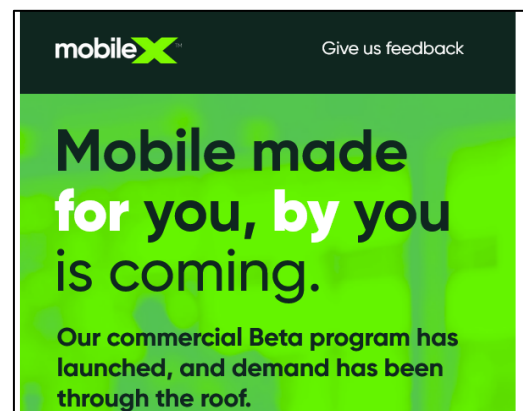 mobileX™
Give us feedback
Mobile made
for you, by you
is coming.
Our commercial Beta program has
launched, and demand has been
through the roof.